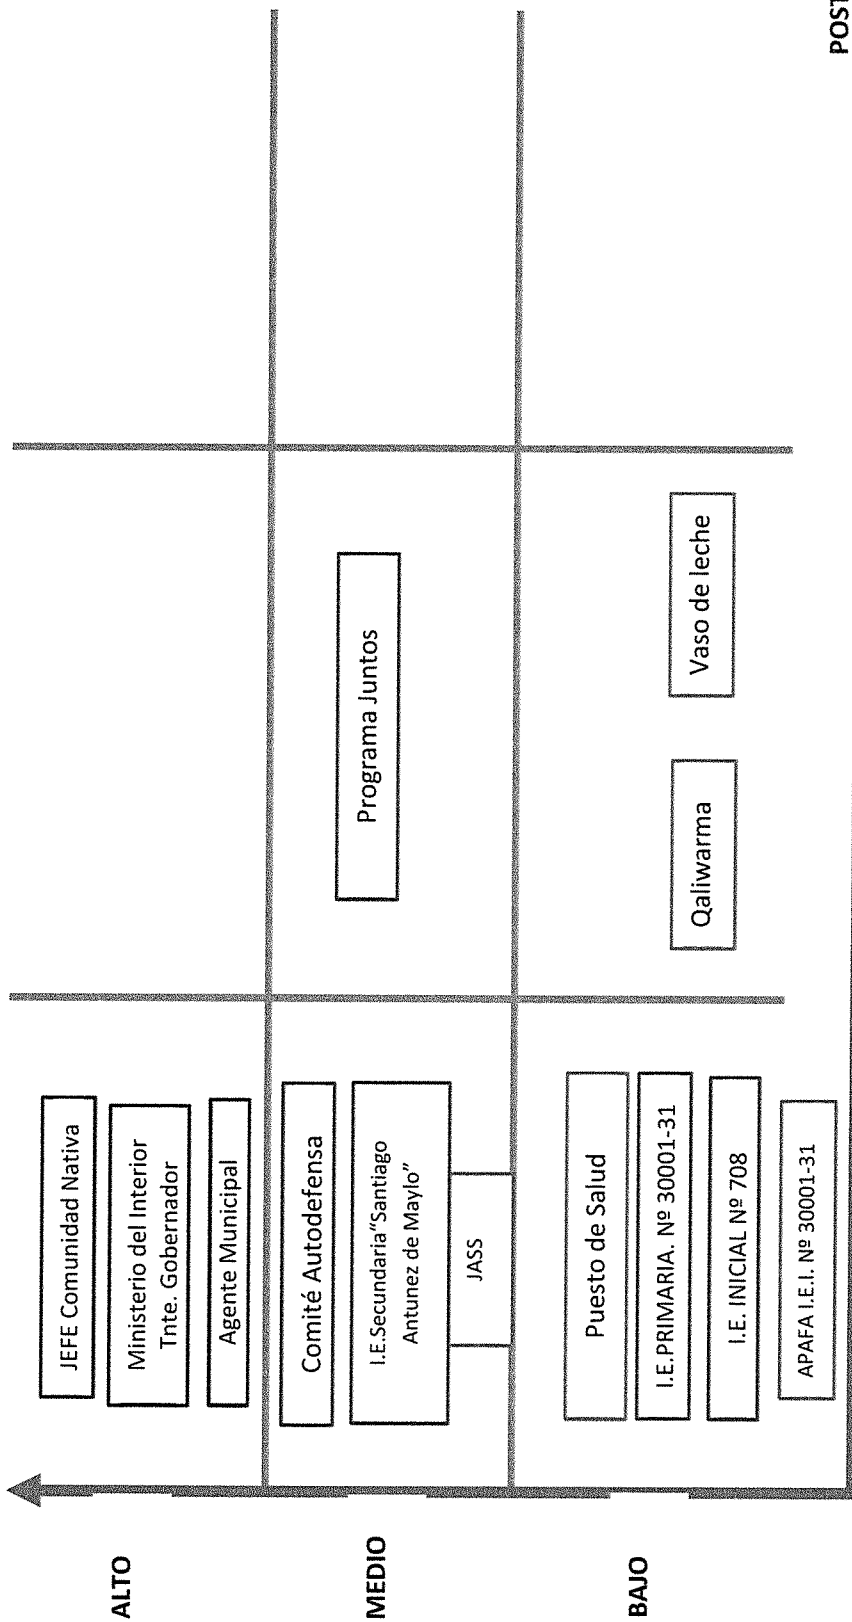 ALTO
JEFE Comunidad Nativa
Ministerio del Interior
Tnte. Gobernador
Agente Municipal
MEDIO
Comité Autodefensa
I.E.Secundaria"Santiago
Antunez de Maylo"
JASS
Programa Juntos
BAJO
Puesto de Salud
I.E.PRIMARIA. Nº 30001-31
I.E. INICIAL Nº 708
APAFA I.E.I. Nº 30001-31
Qaliwarma
Vaso de leche
POST